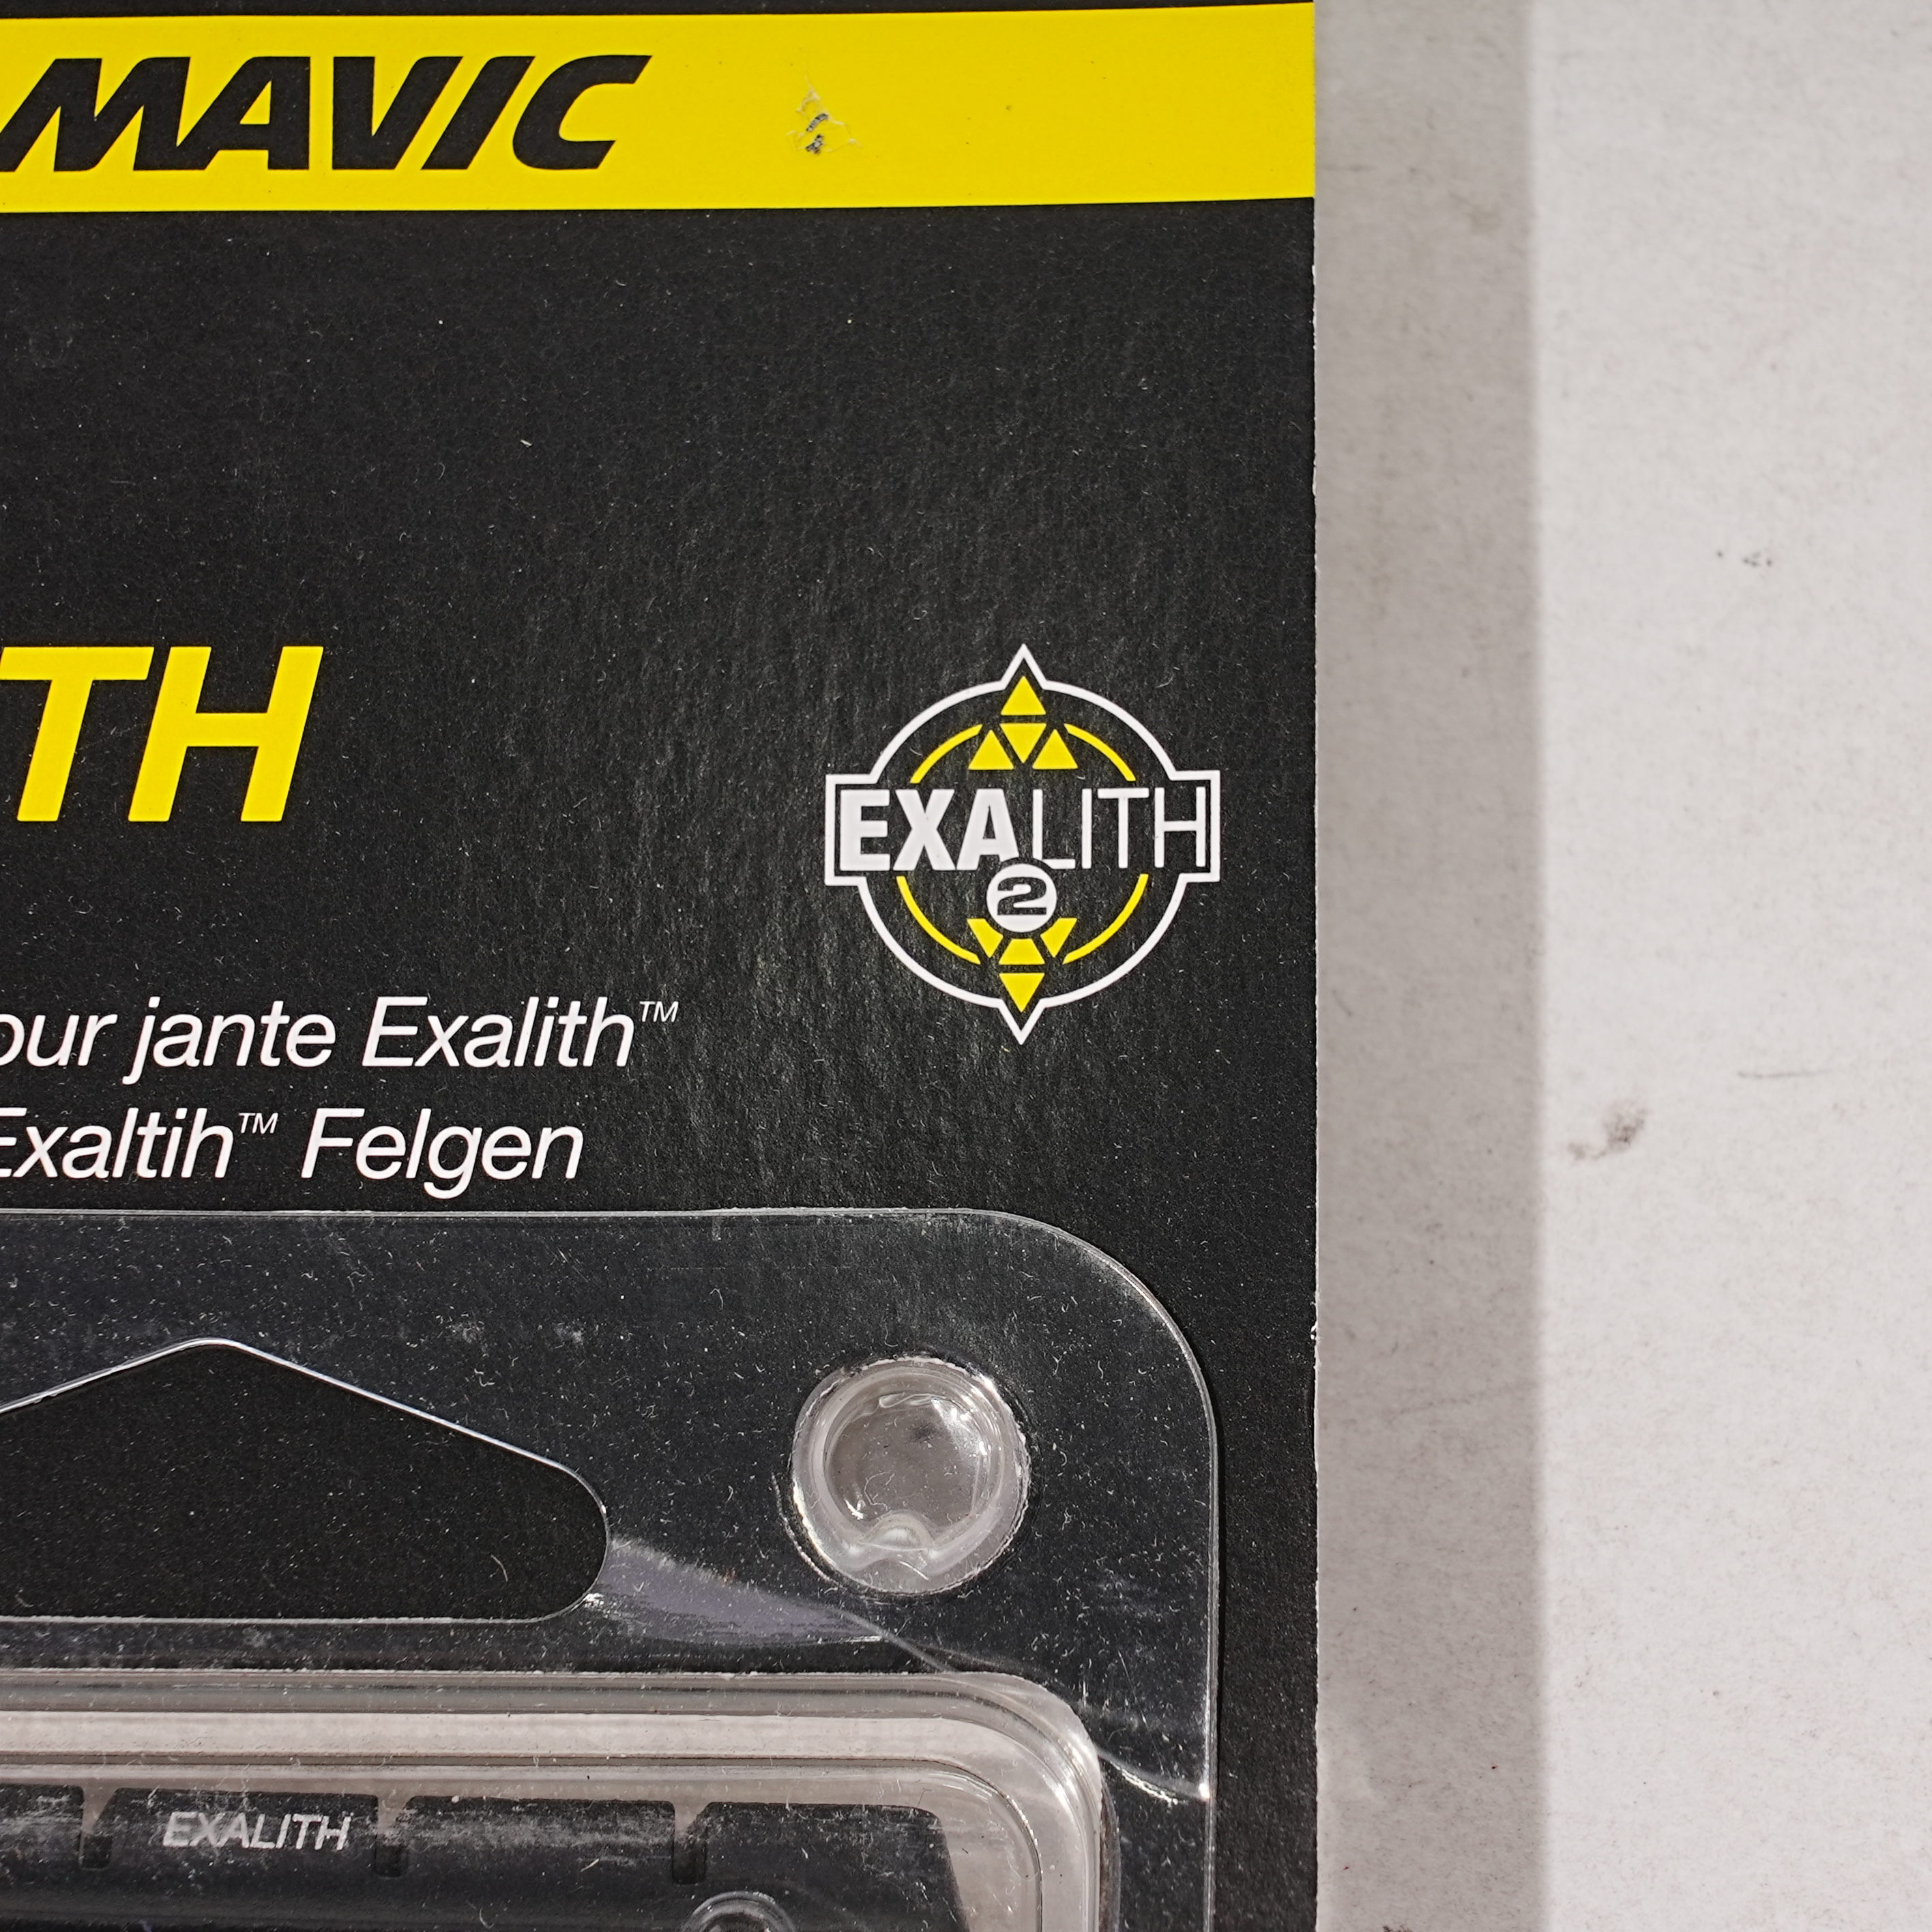 MAVIC
TH
EXALITH
2
our jante Exalith™
Exaltih™ Felgen
EXALITH